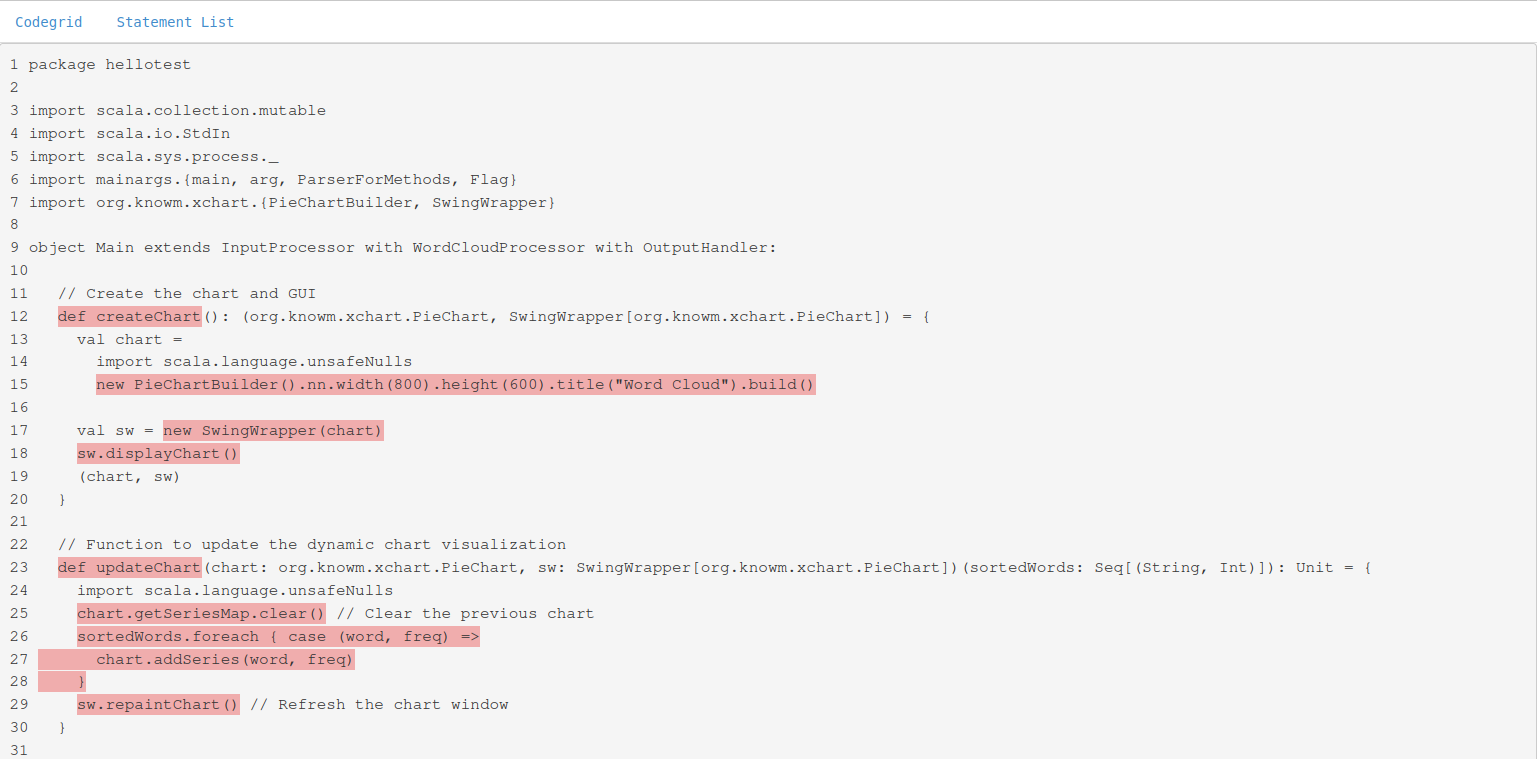 Codegrid Statement List
1 package hellotest
2
3 import scala.collection.mutable
4 import scala.io.StdIn
5 import scala.sys.process._
6 import mainargs.{main, arg, ParserForMethods, Flag}
7 import org.knowm.xchart.{PieChartBuilder, SwingWrapper}
8
9 object Main extends InputProcessor with WordCloudProcessor with OutputHandler:
10
11   // Create the chart and GUI
12   def createChart(): (org.knowm.xchart.PieChart, SwingWrapper[org.knowm.xchart.PieChart]) = {
13     val chart =
14       import scala.language.unsafeNulls
15       new PieChartBuilder().nn.width(800).height(600).title("Word Cloud").build()
16
17     val sw = new SwingWrapper(chart)
18     sw.displayChart()
19     (chart, sw)
20   }
21
22   // Function to update the dynamic chart visualization
23   def updateChart(chart: org.knowm.xchart.PieChart, sw: SwingWrapper[org.knowm.xchart.PieChart])(sortedWords: Seq[(String, Int)]): Unit = {
24     import scala.language.unsafeNulls
25     chart.getSeriesMap.clear() // Clear the previous chart
26     sortedWords.foreach { case (word, freq) =>
27       chart.addSeries(word, freq)
28     }
29     sw.repaintChart() // Refresh the chart window
30   }
31